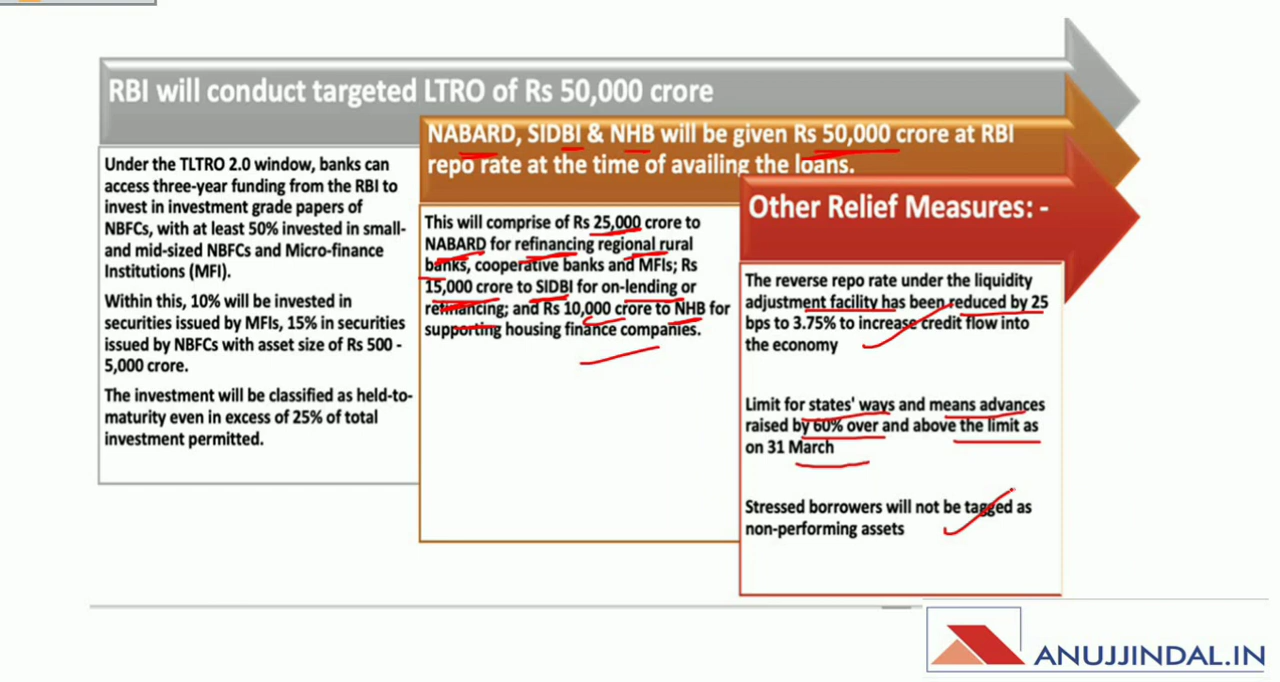 RBI will conduct targeted LTRO of Rs 50,000 crore
Under the TLTRO 2.0 window, banks can
access three-year funding from the RBI to
invest in investment grade papers of
NBFCs, with at least 50% invested in small-
and mid-sized NBFCs and Micro-finance
Institutions (MFI).
Within this, 10% will be invested in
securities issued by MFIs, 15% in securities
issued by NBFCs with asset size of Rs 500 -
5,000 crore.
The investment will be classified as held-to-
maturity even in excess of 25% of total
investment permitted.
NABARD, SIDBI & NHB will be given Rs 50,000 crore at RBI
repo rate at the time of availing the loans.
This will comprise of Rs 25,000 crore to
NABARD for refinancing regional rural
banks, cooperative banks and MFIs; Rs
15,000 crore to SIDBI for on-lending or
refinancing; and Rs 10,000 crore to NHB for
supporting housing finance companies.
Other Relief Measures: -
The reverse repo rate under the liquidity
adjustment facility has been reduced by 25
bps to 3.75% to increase credit flow into
the economy
Limit for states' ways and means advances
raised by 60% over and above the limit as
on 31 March
Stressed borrowers will not be tagged as
non-performing assets
ANUJJINDAL.IN